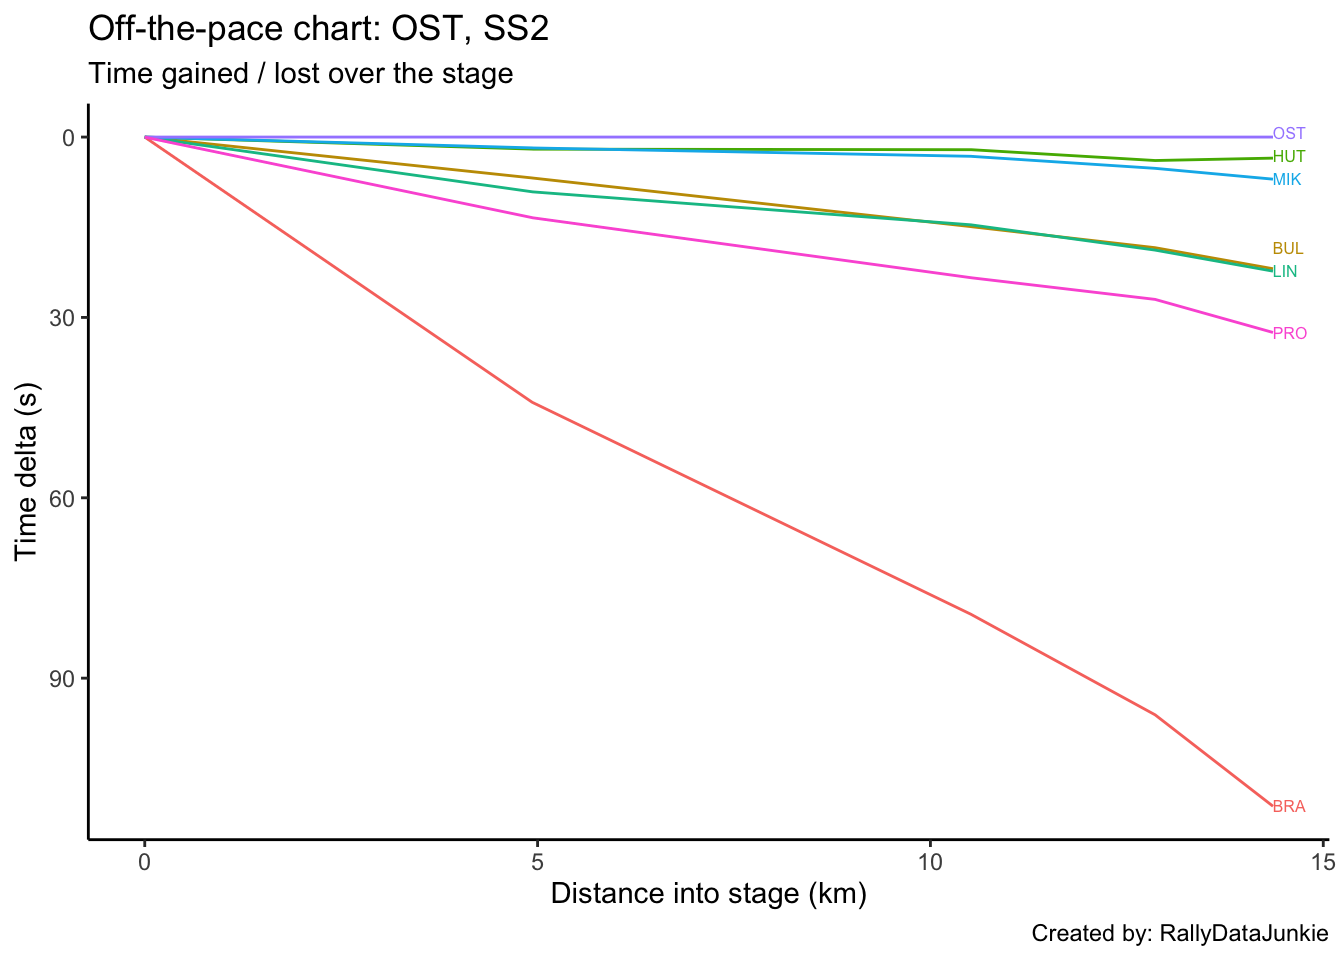 Off-the-pace chart: OST, SS2
Time gained / lost over the stage
Time delta (s)
0
30
60
90
OST
HUT
MIK
BUL
LIN
PRO
BRA
0 5 10 15
Distance into stage (km)
Created by: RallyDataJunkie